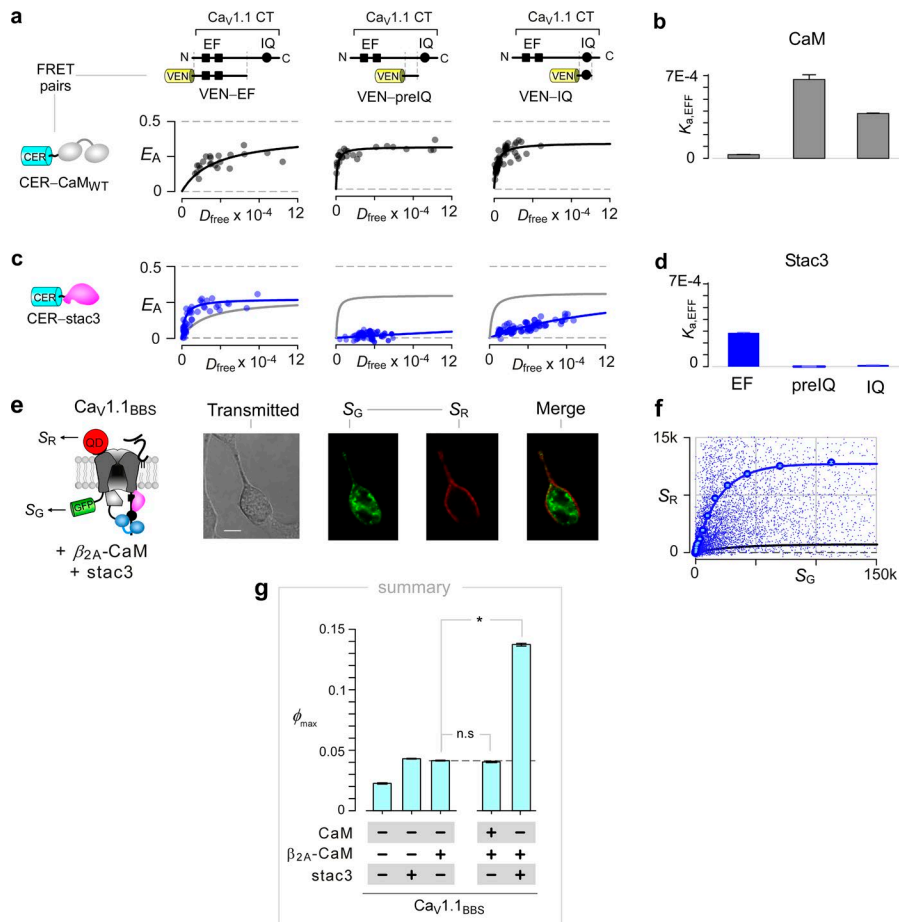 a
CaV1.1 CT CaV1.1 CT CaV1.1 CT
EF IQ EF IQ EF IQ
N C N C N C
VEN VEN VEN
VEN–EF VEN–preIQ VEN–IQ
FRET
pairs
CER
CER–CaMWT
0.5
EA
0
0 Dfree x 10-4 12 0 Dfree x 10-4 12 0 Dfree x 10-4 12
b
CaM
7E-4
Ka,EFF
0
c
CER
CER–stac3
0.5
EA
0
0 Dfree x 10-4 12 0 Dfree x 10-4 12 0 Dfree x 10-4 12
d
Stac3
7E-4
Ka,EFF
0
EF preIQ IQ
e
CaV1.1BBS
SR
QD
SG
GFP
+ β2A-CaM
+ stac3
Transmitted SG SR Merge
f
15k
SR
0
0 SG 150k
g
summary
0.15
0.1
ϕmax
0.05
0
*
n.s
CaM – – – + –
β2A-CaM – – + + +
stac3 – + – – +
CaV1.1BBS